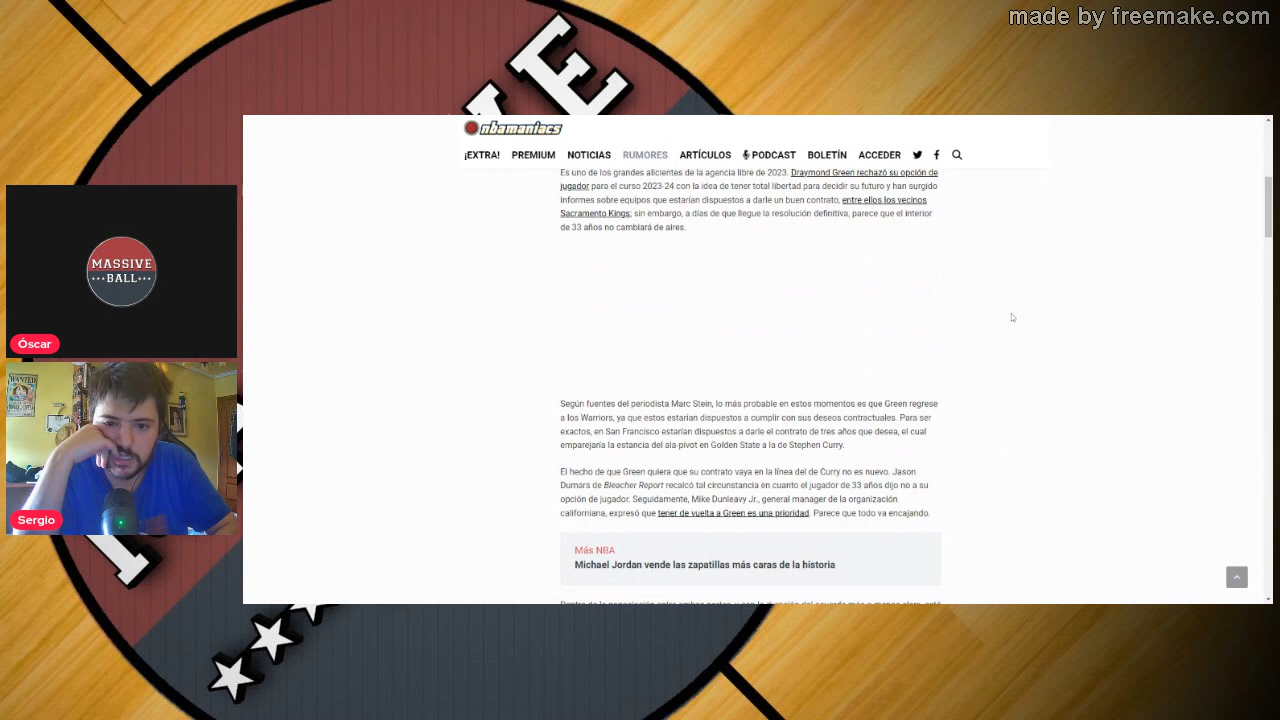 made by freemake.com
nbamaniacs
¡EXTRA! PREMIUM NOTICIAS RUMORES ARTÍCULOS PODCAST BOLETÍN ACCEDER
Es uno de los grandes alicientes de la agencia libre de 2023. Draymond Green rechazó su opción de
jugador para el curso 2023-24 con la idea de tener total libertad para decidir su futuro y han surgido
informes sobre equipos que estarían dispuestos a darle un buen contrato, entre ellos los vecinos
Sacramento Kings; sin embargo, a días de que llegue la resolución definitiva, parece que el interior
de 33 años no cambiará de aires.
MASSIVE
BALL
Óscar
WANTED
Sergio
Según fuentes del periodista Marc Stein, lo más probable en estos momentos es que Green regrese
a los Warriors, ya que estos estarían dispuestos a cumplir con sus deseos contractuales. Para ser
exactos, en San Francisco estarían dispuestos a darle el contrato de tres años que desea, el cual
emparejaría la estancia del ala-pívot en Golden State a la de Stephen Curry.
El hecho de que Green quiera que su contrato vaya en la línea del de Curry no es nuevo. Jason
Dumars de Bleacher Report recalcó tal circunstancia en cuanto el jugador de 33 años dijo no a su
opción de jugador. Seguidamente, Mike Dunleavy Jr., general manager de la organización
californiana, expresó que tener de vuelta a Green es una prioridad. Parece que todo va encajando.
Más NBA
Michael Jordan vende las zapatillas más caras de la historia